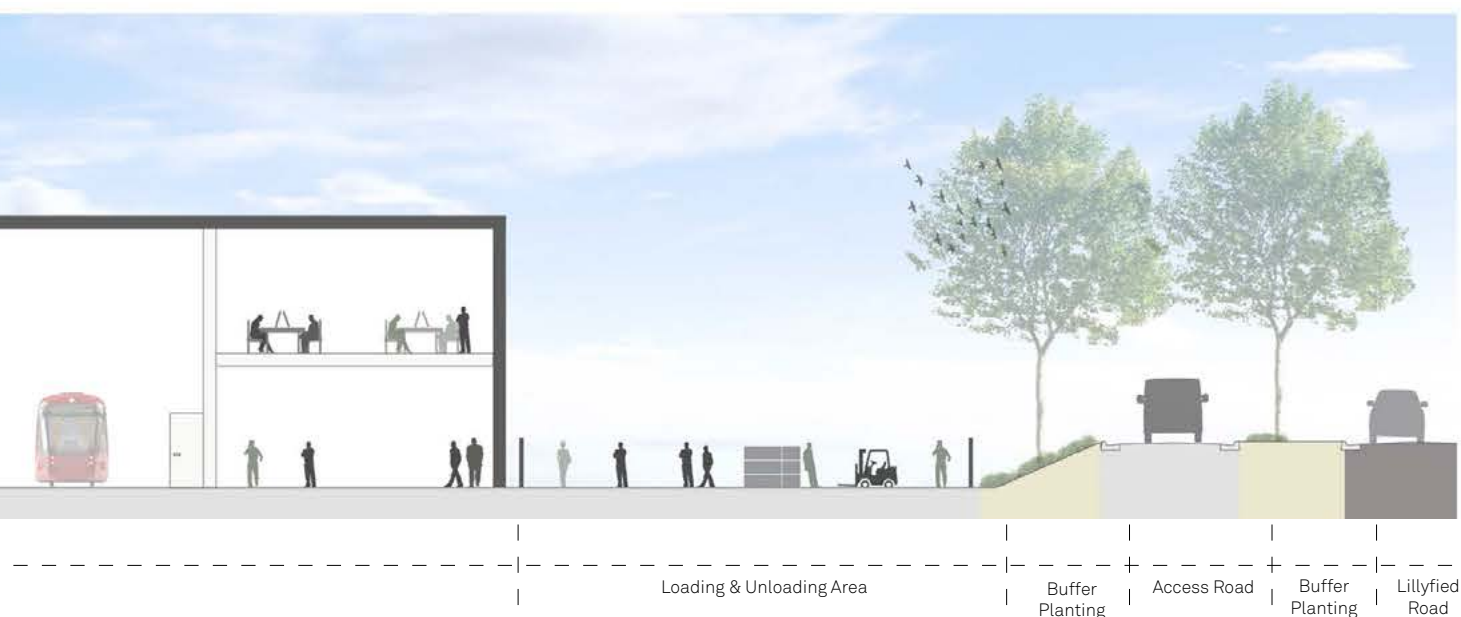 Loading & Unloading Area
Buffer
Planting
Access Road
Buffer
Planting
Lillyfied
Road